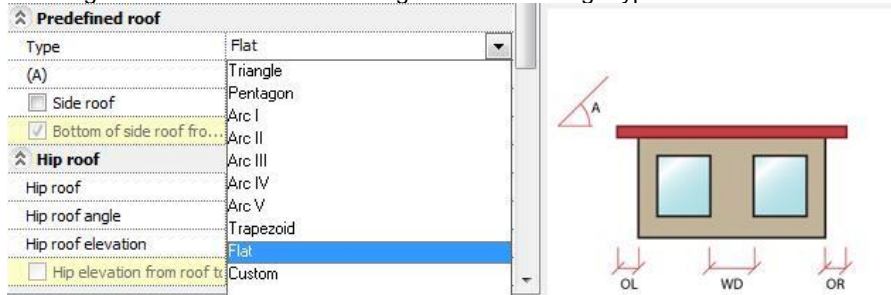 Predefined roof
Type Flat
(A) Triangle
Pentagon
Side roof
Arc I
Bottom of side roof fro...
Arc II
Hip roof
Arc III
Hip roof
Arc IV
Hip roof angle
Arc V
Trapezoid
Hip roof elevation
Flat
Hip elevation from roof to
Custom
A
OL WD OR